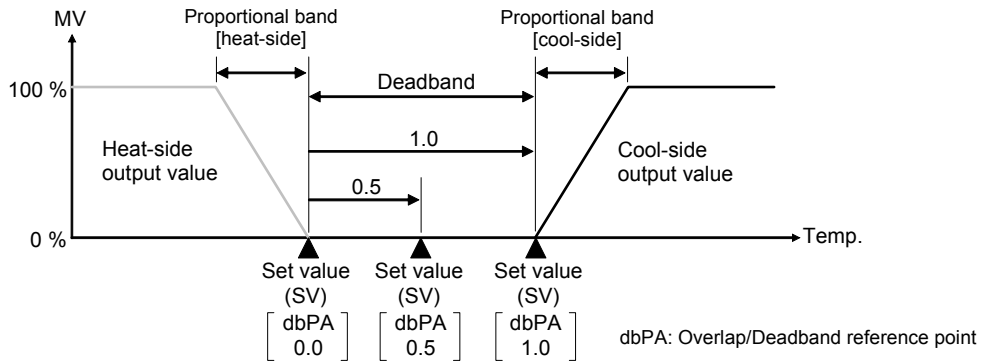 MV
Proportional band
[heat-side]
Proportional band
[cool-side]
100 %
Deadband
1.0
Heat-side
output value
Cool-side
output value
0.5
0 %
Temp.
Set value
(SV)
dbPA
0.0
Set value
(SV)
dbPA
0.5
Set value
(SV)
dbPA
1.0
dbPA: Overlap/Deadband reference point